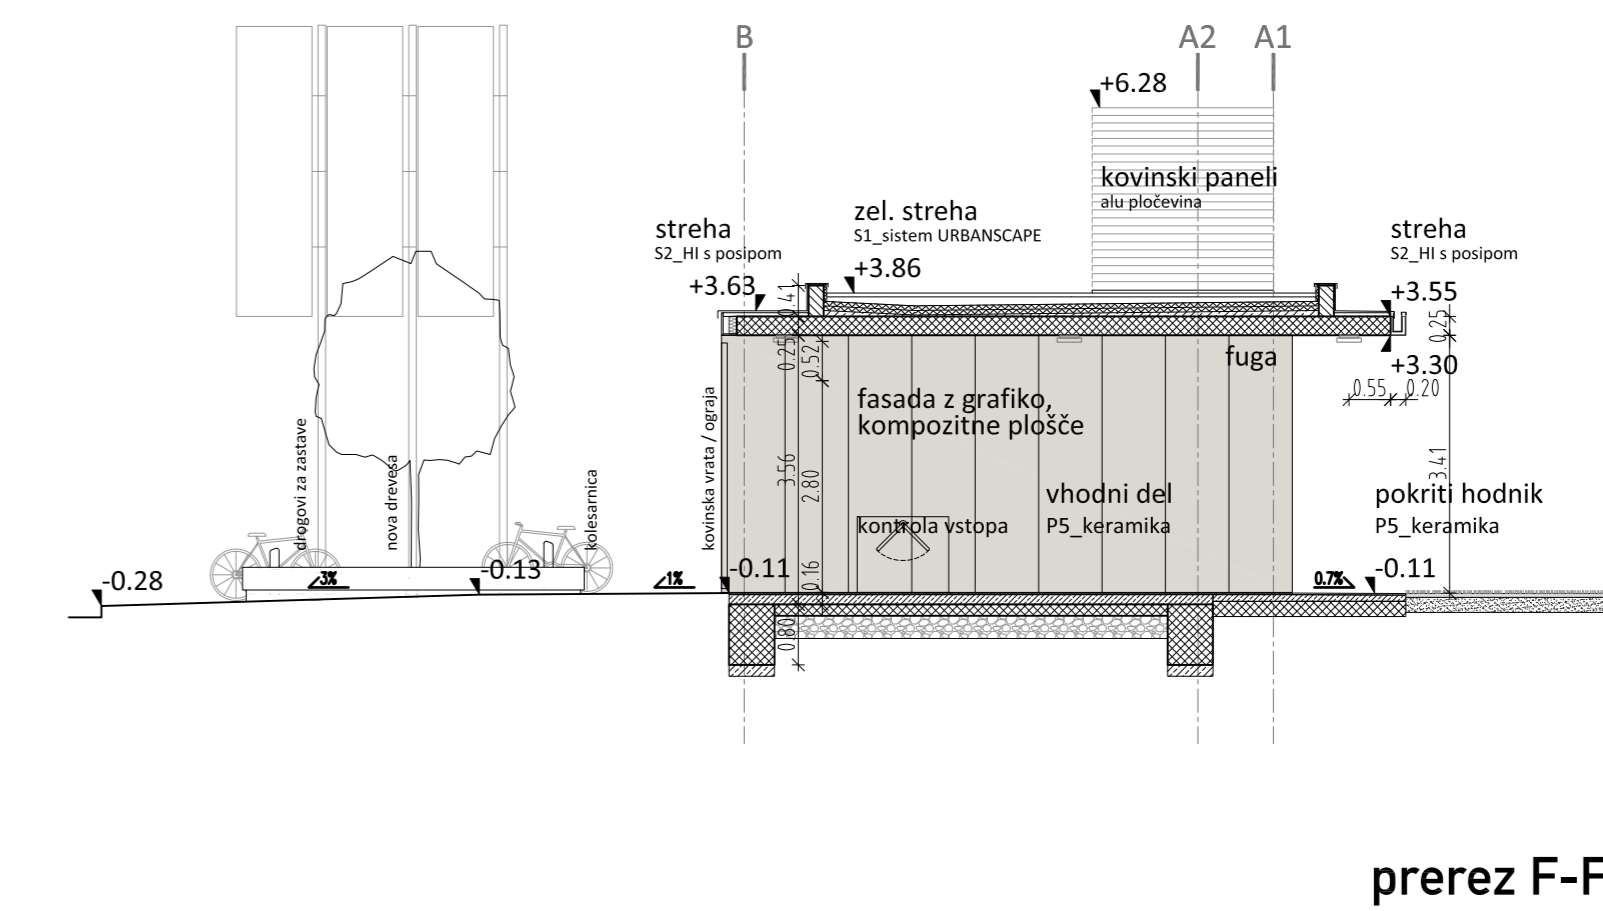 B
A2
A1
+6.28
kovinski paneli
alu pločevina
zel. streha
S1_sistem URBANSCAPE
+3.86
streha
S2_HI s posipom
+3.63
streha
S2_HI s posipom
+3.55
0.41
0.25
0.25
0.52
fuga
+3.30
0.55
0.20
fasada z grafiko,
kompozitne plošče
kovinska vrata / ograja
drogovi za zastave
nova drevesa
kolesarnica
3.56
2.80
3.41
vhodni del
P5_keramika
pokriti hodnik
P5_keramika
kontrola vstopa
-0.28
3%
-0.13
1%
-0.11
0.16
0.7%
-0.11
0.80
prerez F-F